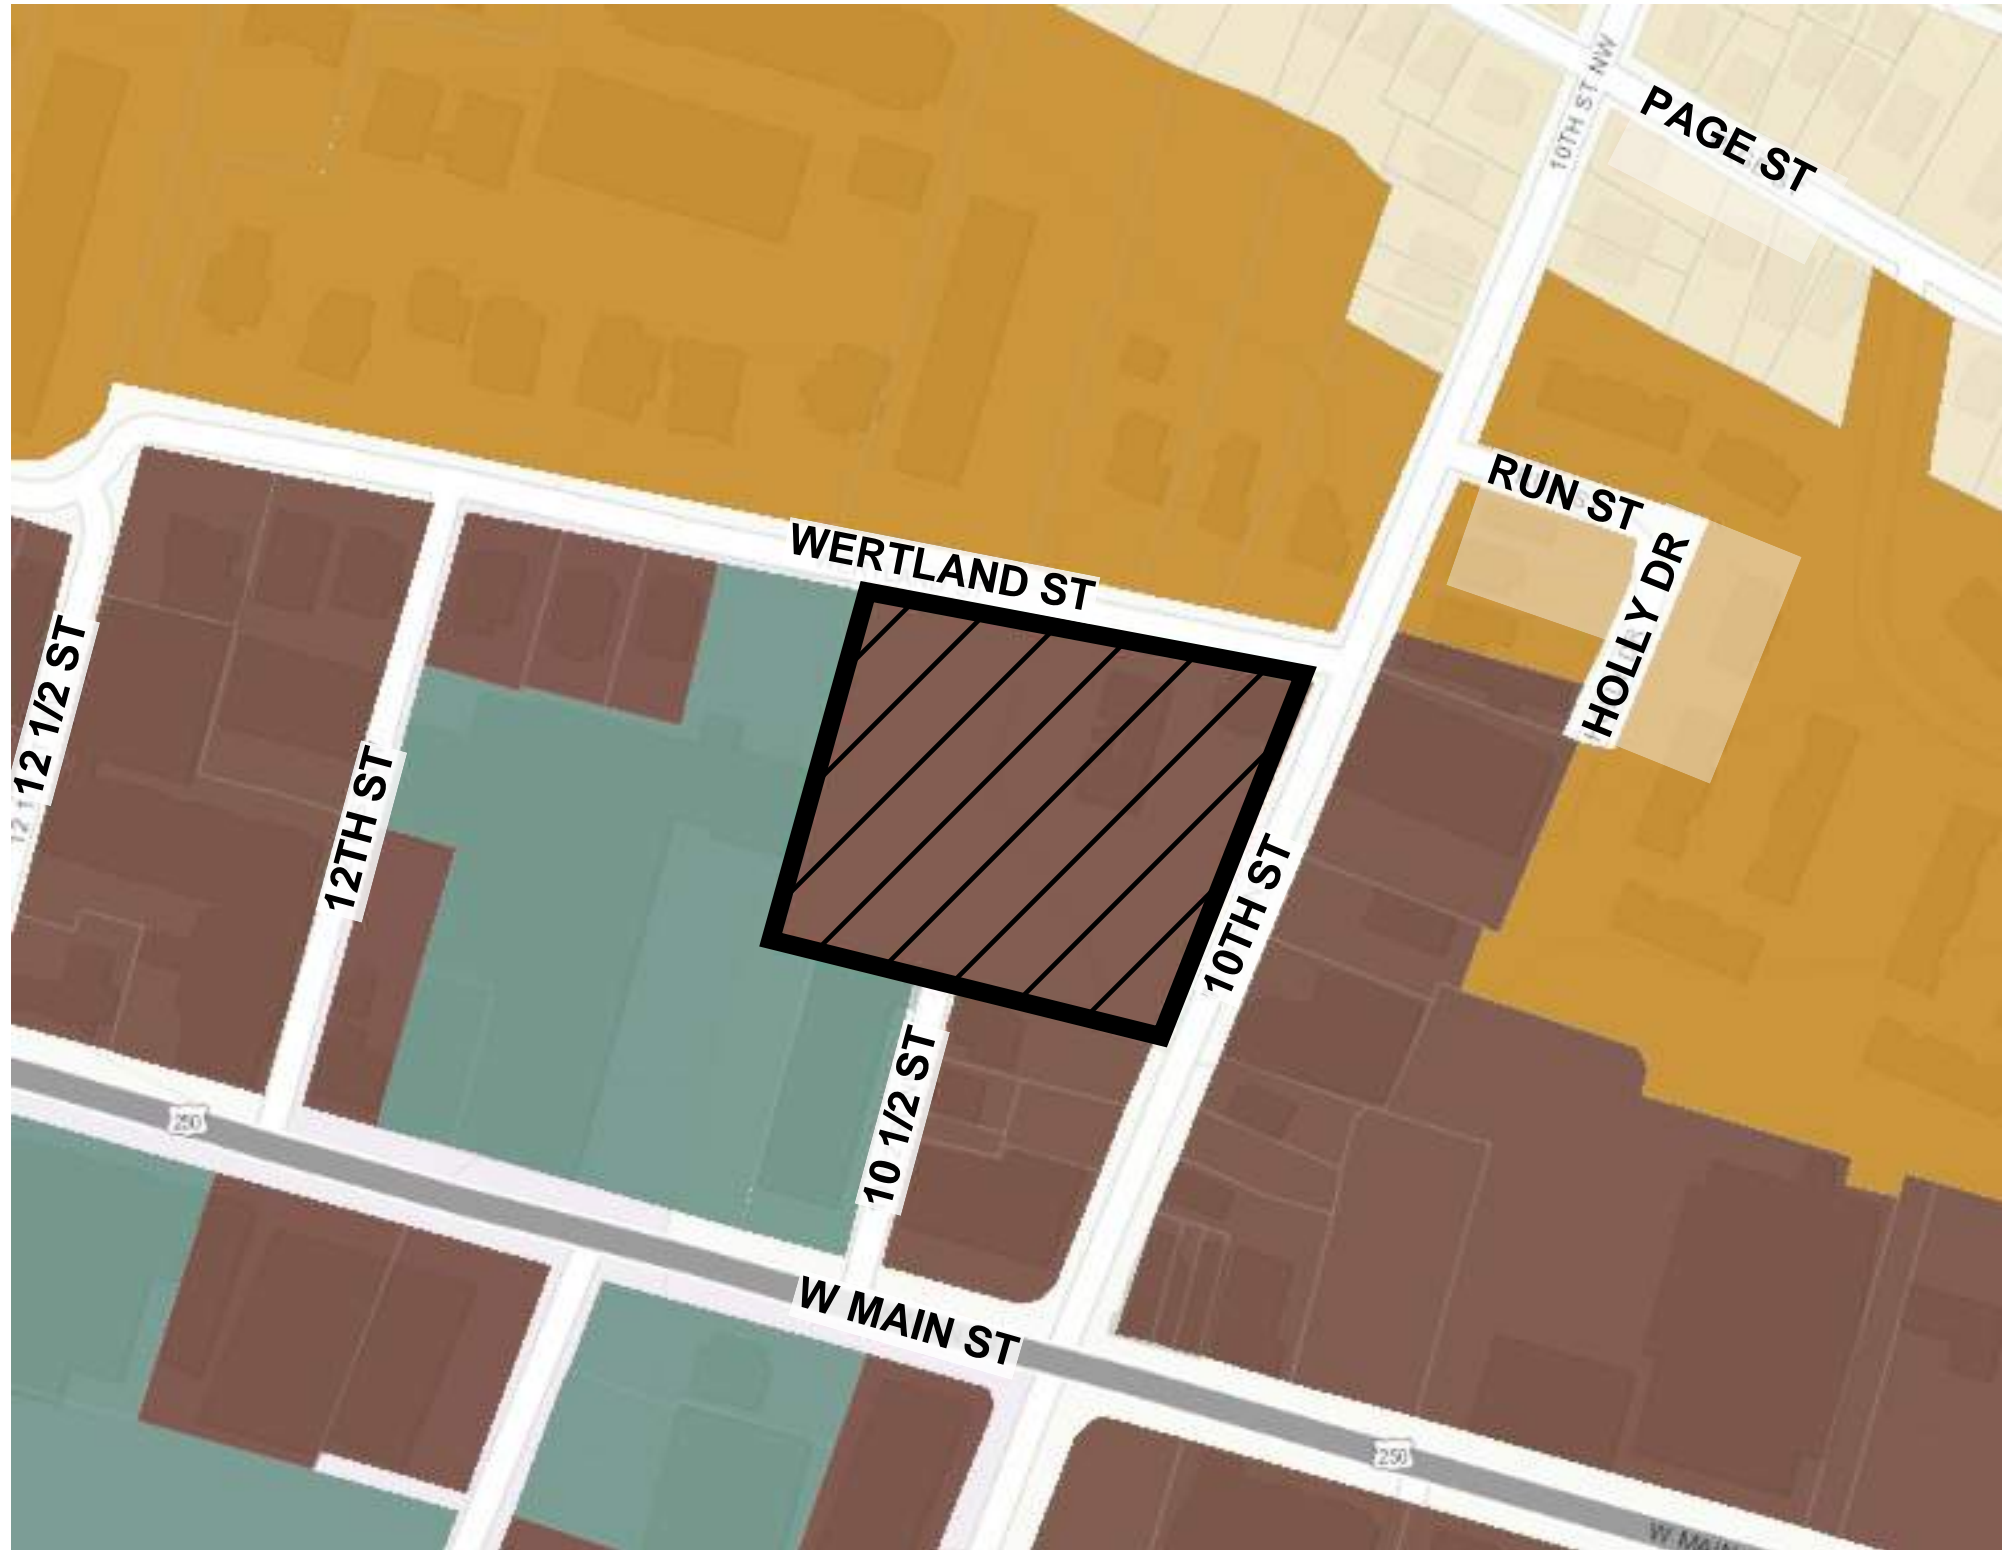 10TH ST NW
PAGE ST
RUN ST
HOLLY DR
WERTLAND ST
12 1/2 ST
12TH ST
10TH ST
10 1/2 ST
250
W MAIN ST
250
W MAIN